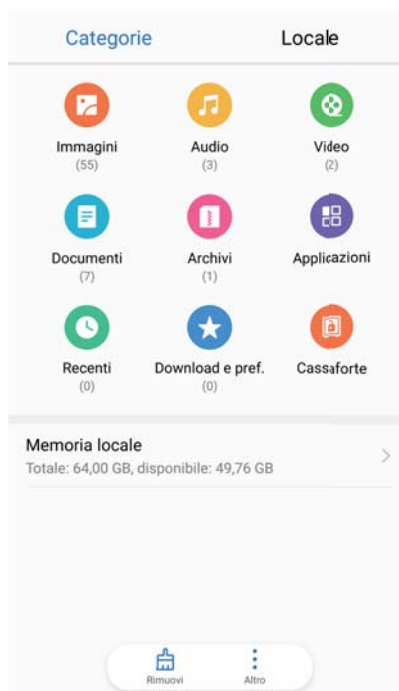 Categorie Locale
Immagini Audio Video
(55) (3) (2)
Documenti Archivi Applicazioni
(7) (1)
Recenti Download e pref. Cassaforte
(0) (0)
Memoria locale
Totale: 64,00 GB, disponibile: 49,76 GB
Rimuovi Altro